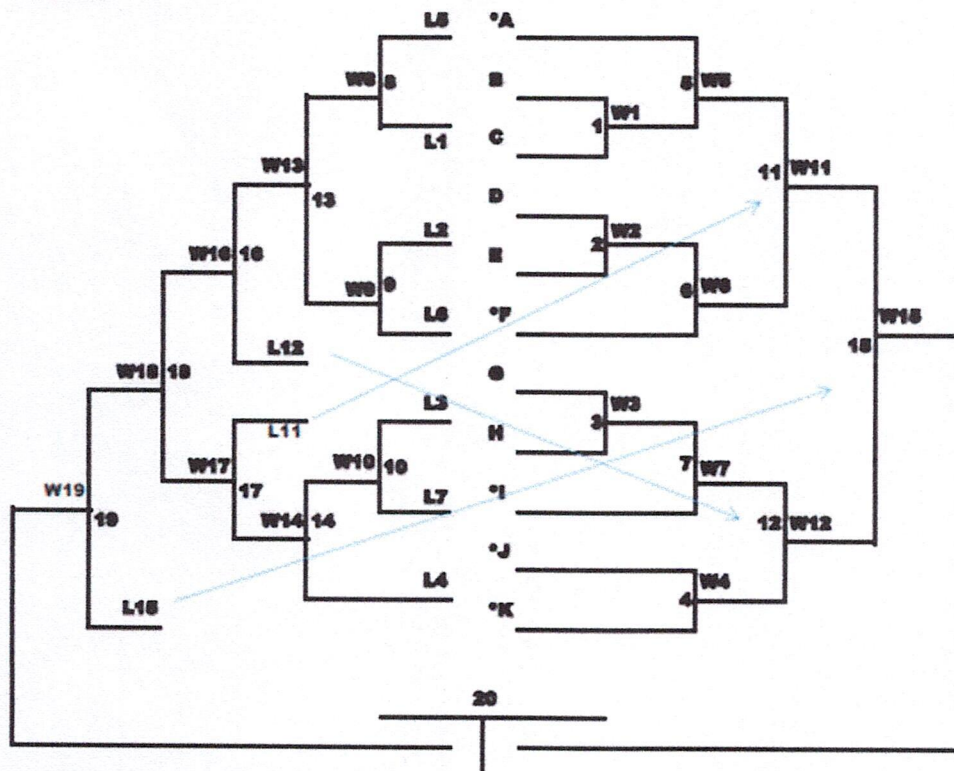 L5 *A
W8 8 B 5 W5
W1
1
L1 C
W13 11 W11
13 D
L2 W2
W16 16 2
E
W9 9 6 W6
L6 *F
W15
15
L12
G
W18 18
L3 W3
3
L11 H
W17 W10 10 7 W7
17 L7 *I
W19
19 W14 14 12 W12
*J
L4 W4
4
L15 *K
20